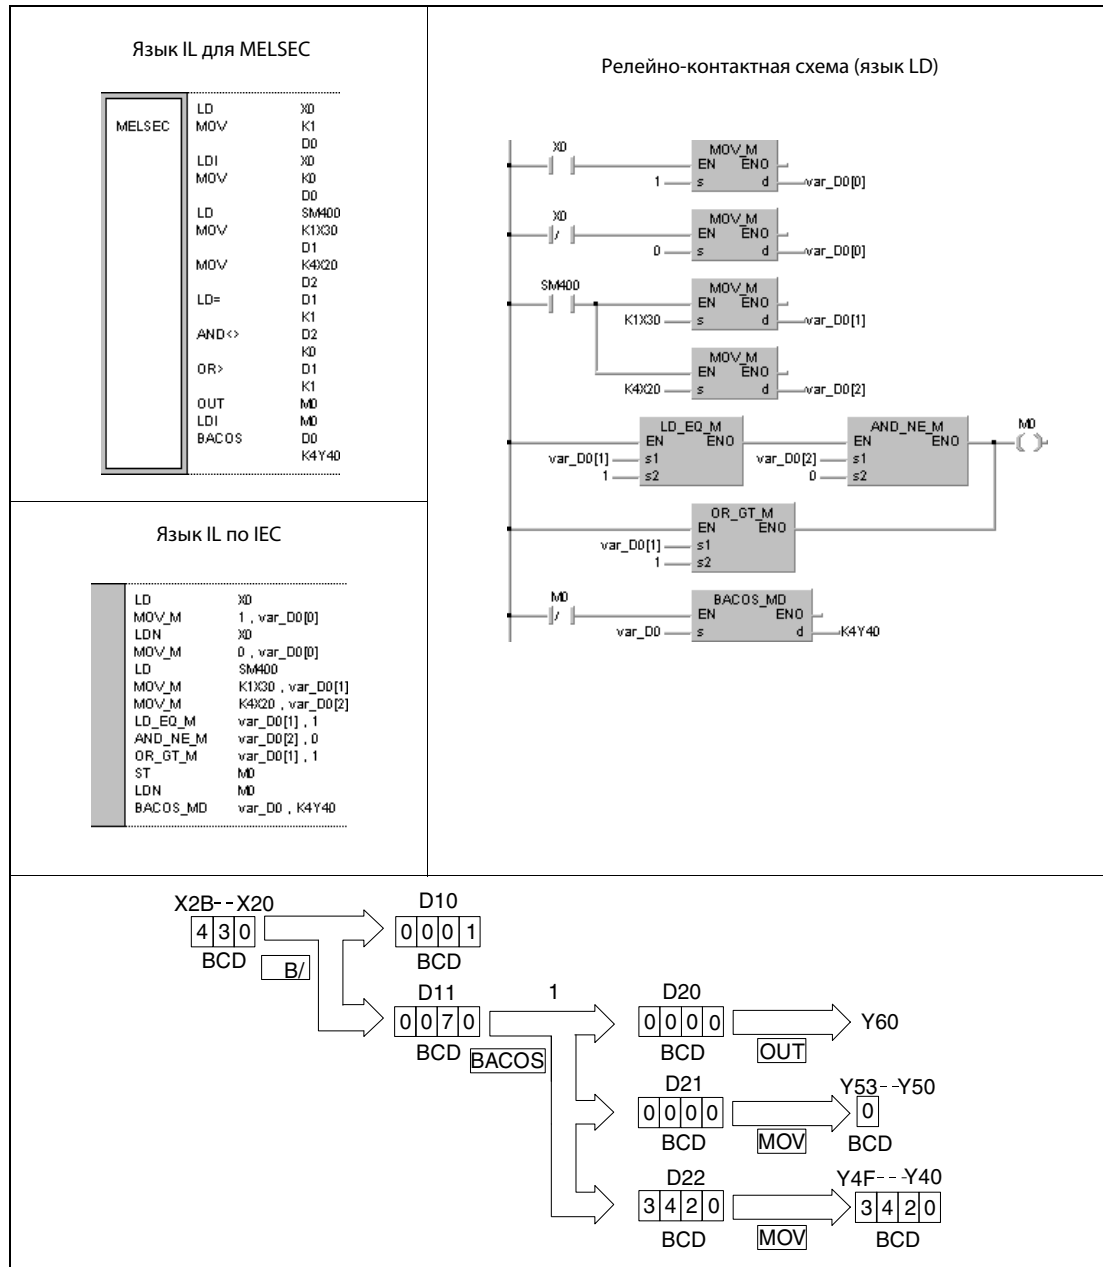 Язык IL для MELSEC
MELSEC
LD X0
MOV K1
D0
LDI X0
MOV K0
D0
LD SM400
MOV K1X30
D1
MOV K4X20
D2
LD= D1
K1
AND<> D2
K0
OR> D1
K1
OUT M0
LDI M0
BACOS D0
K4Y40
Язык IL по IEC
LD X0
MOV_M 1 , var_D0[0]
LDN X0
MOV_M 0 , var_D0[0]
LD SM400
MOV_M K1X30 , var_D0[1]
MOV_M K4X20 , var_D0[2]
LD_EQ_M var_D0[1] , 1
AND_NE_M var_D0[2] , 0
OR_GT_M var_D0[1] , 1
ST M0
LDN M0
BACOS_MD var_D0 , K4Y40
Релейно-контактная схема (язык LD)
X0 MOV_M
EN ENO
1 s d var_D0[0]
X0 MOV_M
EN ENO
0 s d var_D0[0]
SM400 MOV_M
EN ENO
K1X30 s d var_D0[1]
MOV_M
EN ENO
K4X20 s d var_D0[2]
LD_EQ_M AND_NE_M M0
EN ENO EN ENO
var_D0[1] s1 var_D0[2] s1
1 s2 0 s2
OR_GT_M
EN ENO
var_D0[1] s1
1 s2
M0 BACOS_MD
EN ENO
var_D0 s d K4Y40
X2B--X20 D10
4 3 0 0 0 0 1
BCD B/ BCD
D11 1 D20
0 0 7 0 0 0 0 0 Y60
BCD BACOS BCD OUT
D21 Y53--Y50
0 0 0 0 0
BCD MOV BCD
D22 Y4F---Y40
3 4 2 0 3 4 2 0
BCD MOV BCD